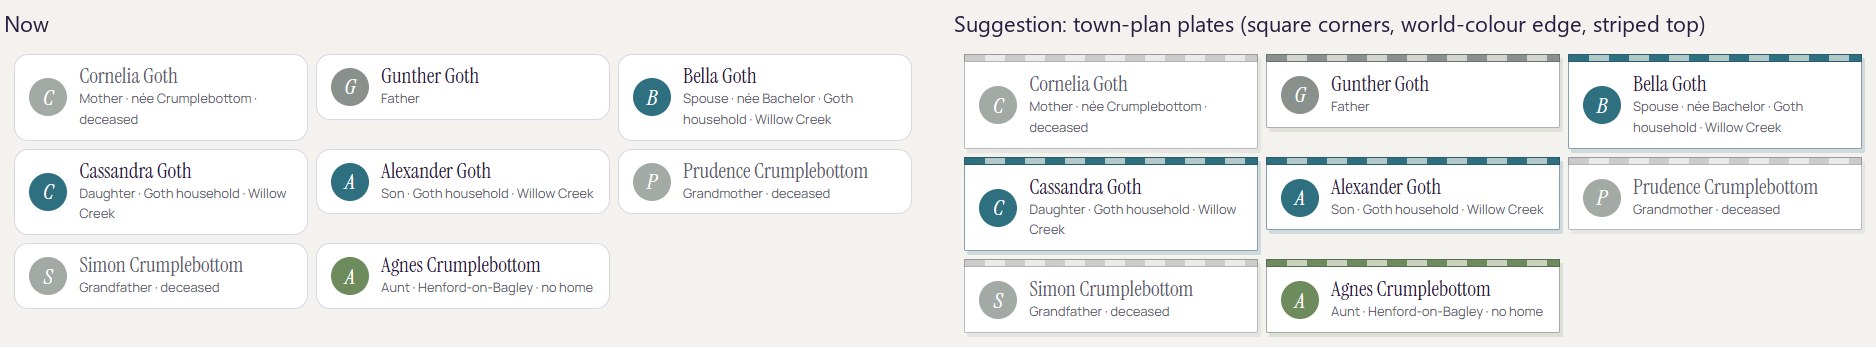 Now
C
Cornelia Goth
Mother · née Crumplebottom ·
deceased
G
Gunther Goth
Father
B
Bella Goth
Spouse · née Bachelor · Goth
household · Willow Creek
C
Cassandra Goth
Daughter · Goth household · Willow
Creek
A
Alexander Goth
Son · Goth household · Willow Creek
P
Prudence Crumplebottom
Grandmother · deceased
S
Simon Crumplebottom
Grandfather · deceased
A
Agnes Crumplebottom
Aunt · Henford-on-Bagley · no home
Suggestion: town-plan plates (square corners, world-colour edge, striped top)
C
Cornelia Goth
Mother · née Crumplebottom ·
deceased
G
Gunther Goth
Father
B
Bella Goth
Spouse · née Bachelor · Goth
household · Willow Creek
C
Cassandra Goth
Daughter · Goth household · Willow
Creek
A
Alexander Goth
Son · Goth household · Willow Creek
P
Prudence Crumplebottom
Grandmother · deceased
S
Simon Crumplebottom
Grandfather · deceased
A
Agnes Crumplebottom
Aunt · Henford-on-Bagley · no home